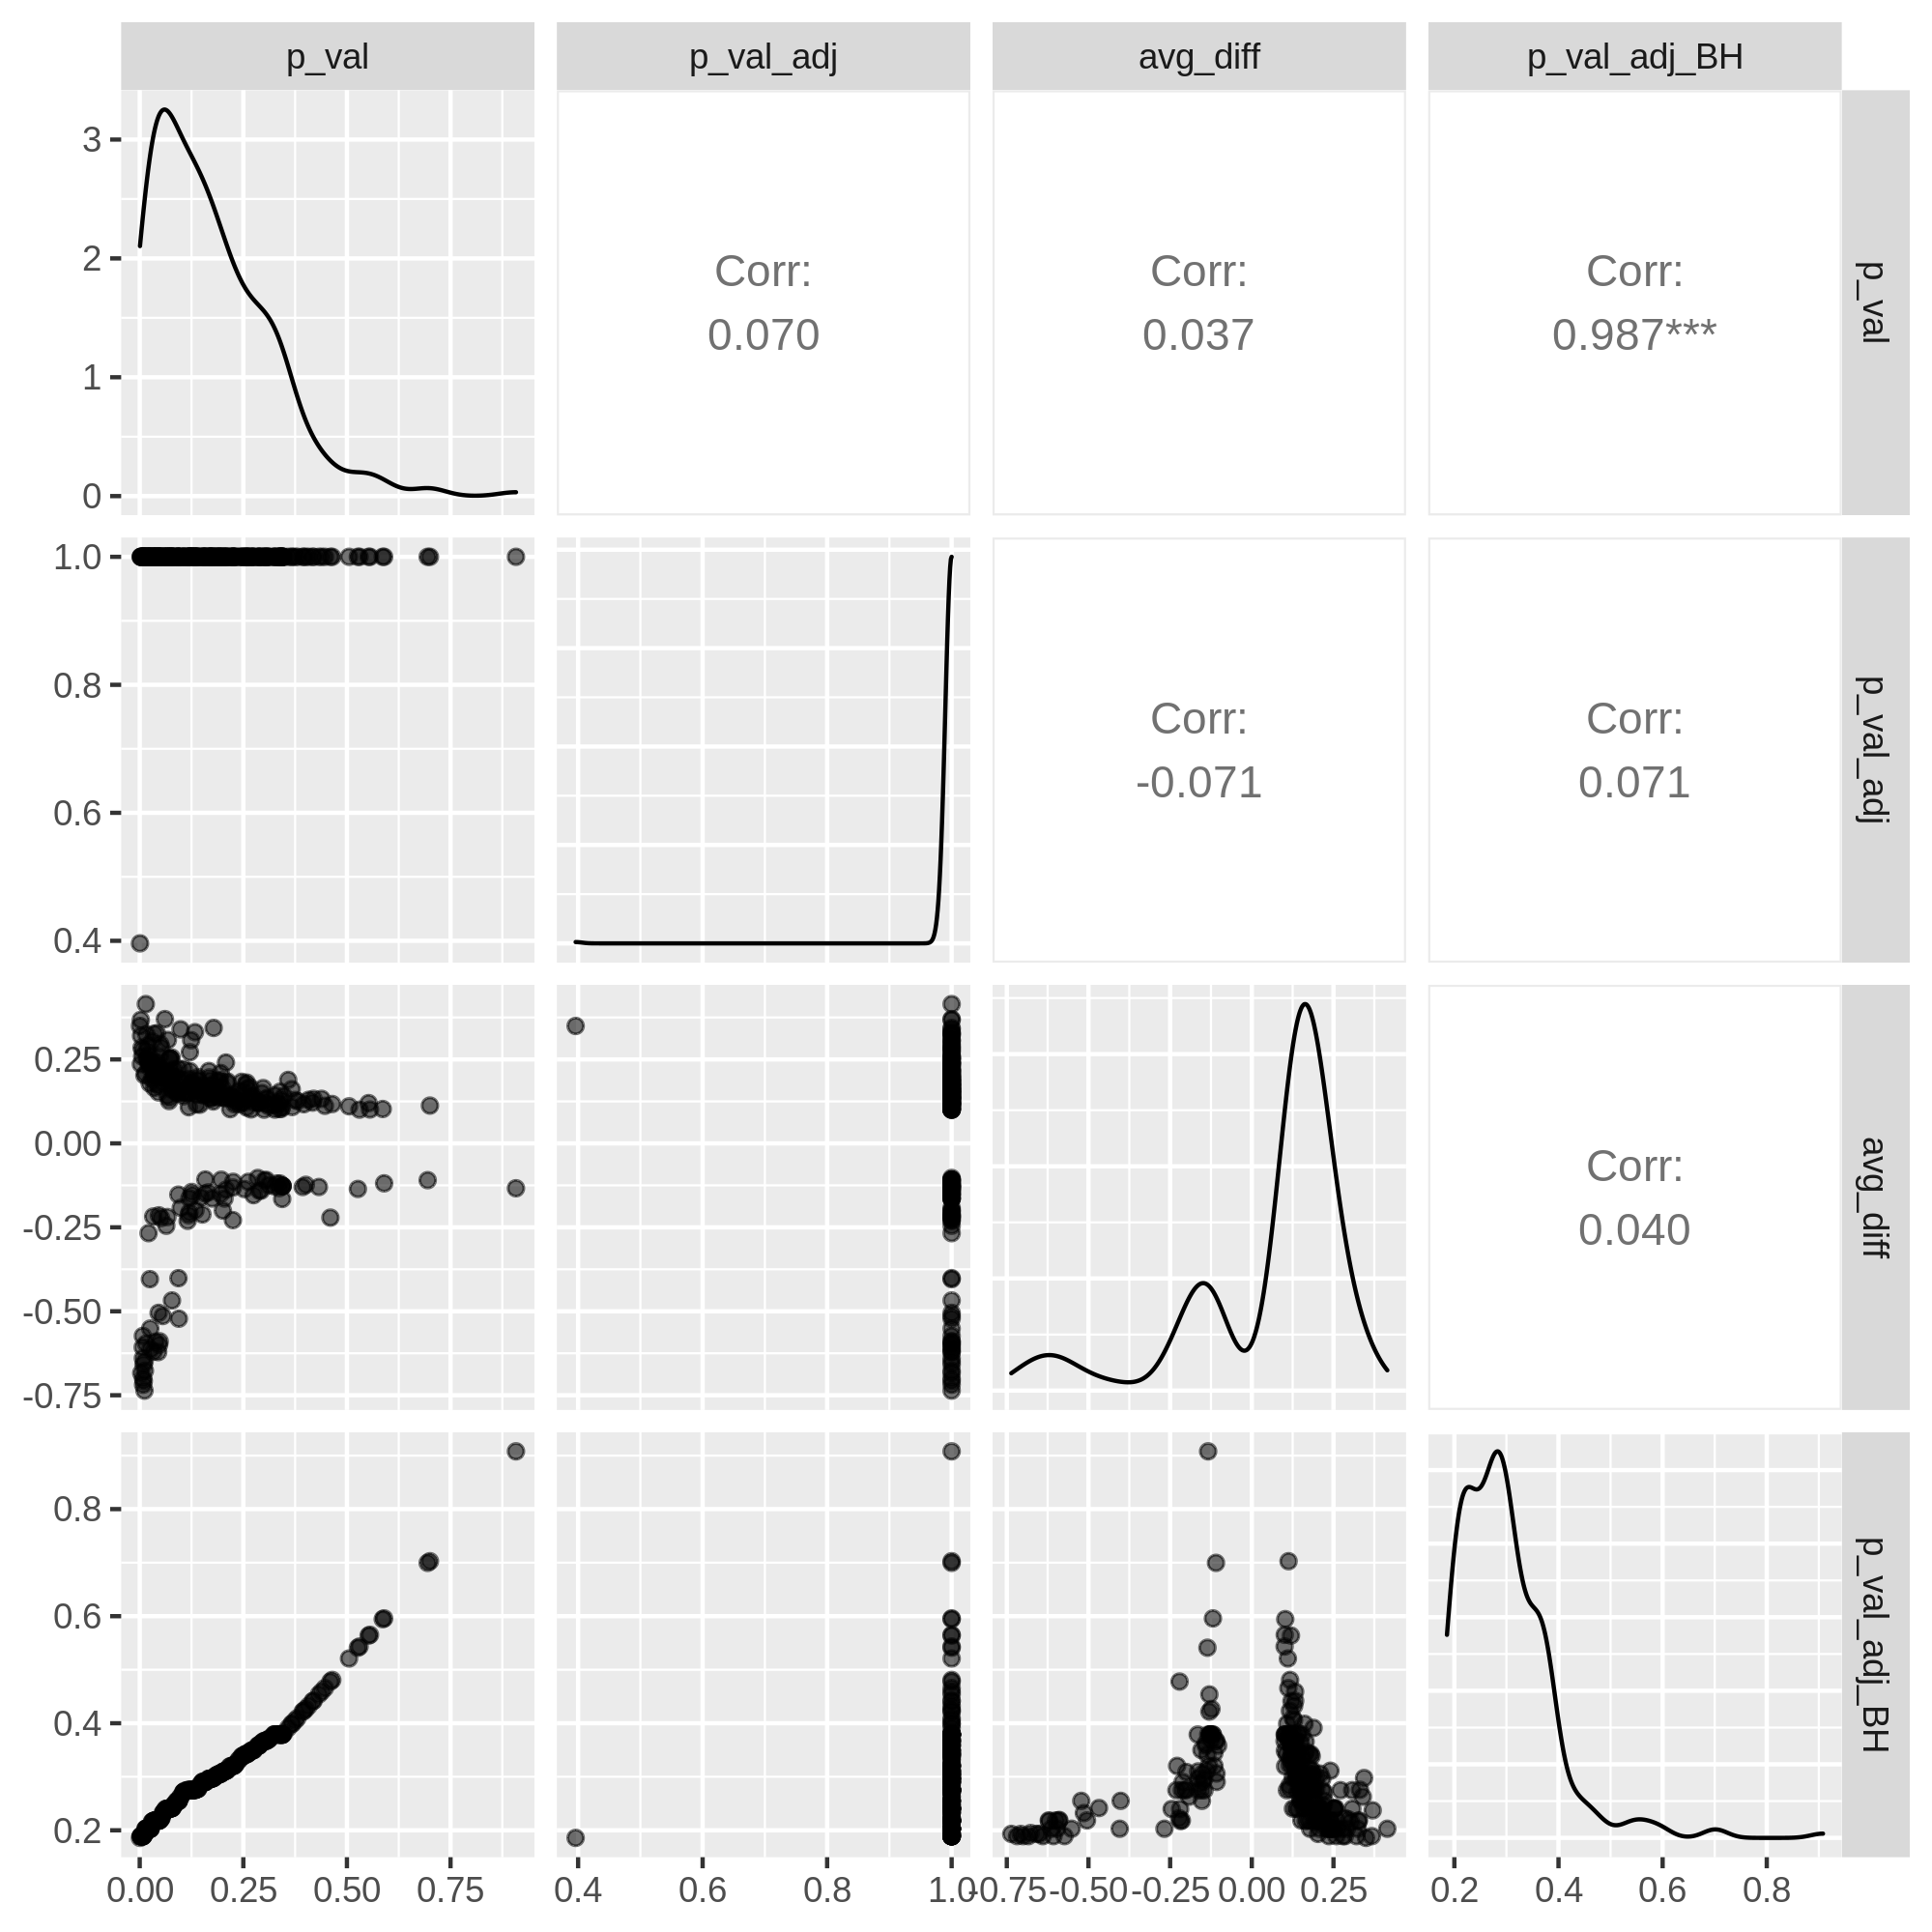 p_val
p_val_adj
avg_diff
p_val_adj_BH
3
2
1
0
Corr:
0.070
Corr:
0.037
Corr:
0.987***
p_val
1.0
0.8
0.6
0.4
Corr:
-0.071
Corr:
0.071
p_val_adj
0.25
0.00
-0.25
-0.50
-0.75
Corr:
0.040
avg_diff
0.8
0.6
0.4
0.2
p_val_adj_BH
0.00 0.25 0.50 0.75
0.4 0.6 0.8 1.0
-0.75 -0.50 -0.25 0.00 0.25
0.2 0.4 0.6 0.8